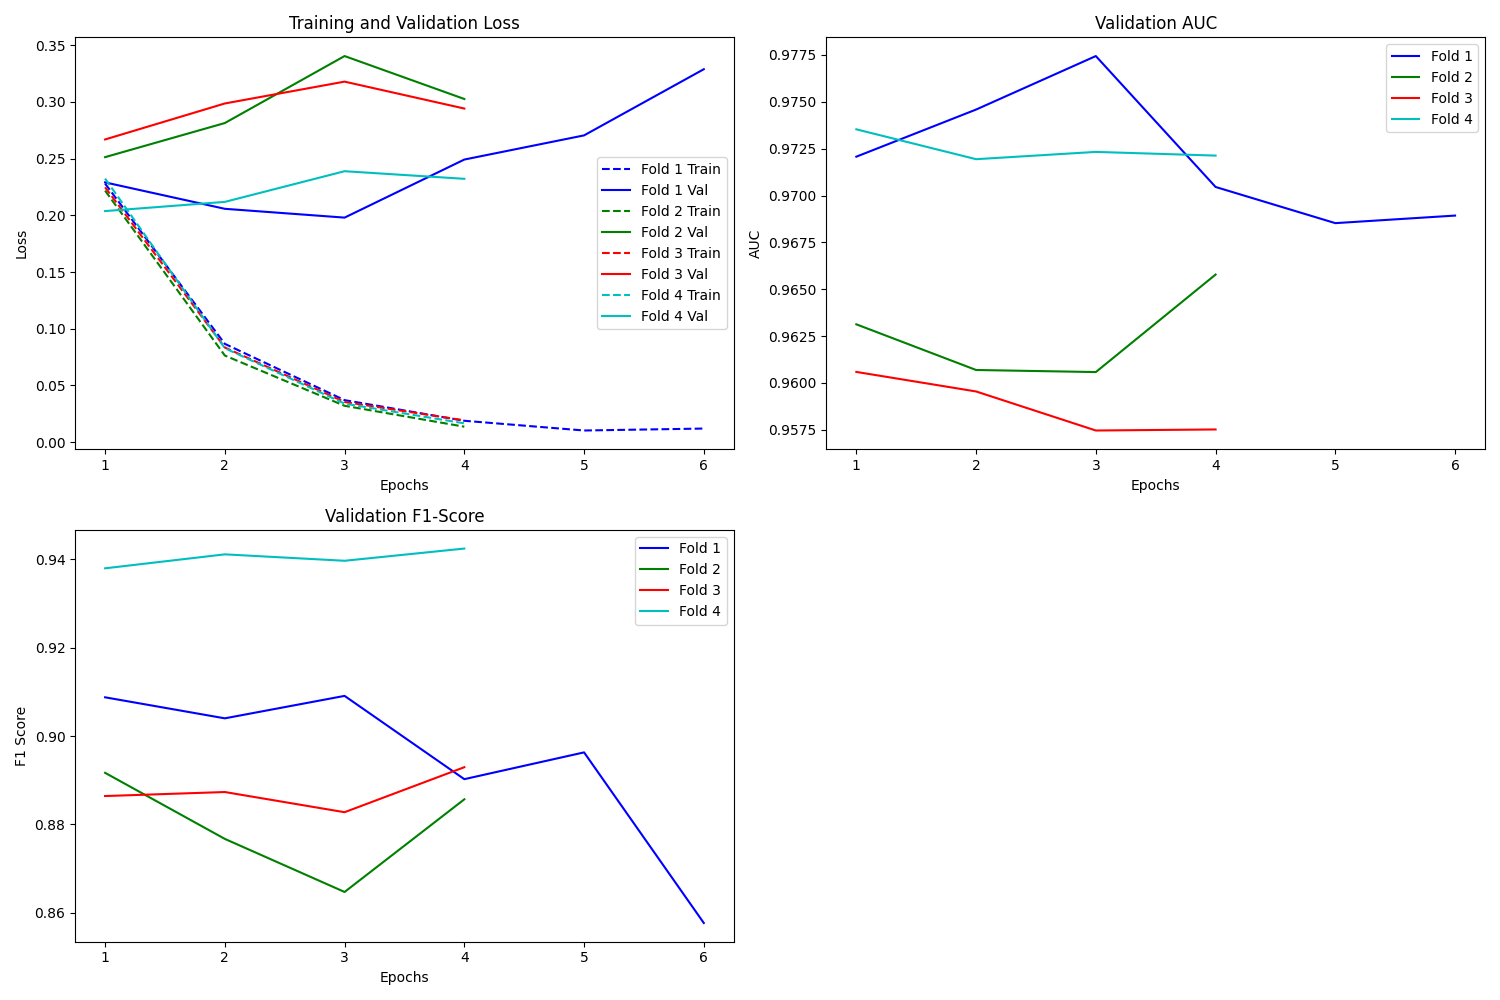 Training and Validation Loss
0.35
0.30
0.25
0.20
0.15
0.10
0.05
0.00
Loss
1 2 3 4 5 6
Epochs
Fold 1 Train
Fold 1 Val
Fold 2 Train
Fold 2 Val
Fold 3 Train
Fold 3 Val
Fold 4 Train
Fold 4 Val
Validation AUC
0.9775
0.9750
0.9725
0.9700
0.9675
0.9650
0.9625
0.9600
0.9575
AUC
1 2 3 4 5 6
Epochs
Fold 1
Fold 2
Fold 3
Fold 4
Validation F1-Score
0.94
0.92
0.90
0.88
0.86
F1 Score
1 2 3 4 5 6
Epochs
Fold 1
Fold 2
Fold 3
Fold 4